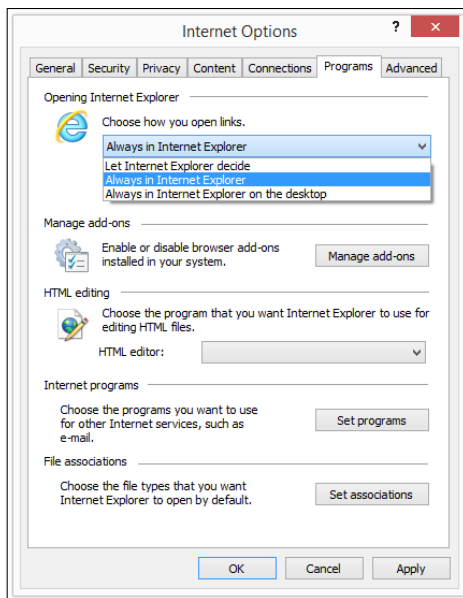 Internet Options
?
General Security Privacy Content Connections Programs Advanced
Opening Internet Explorer
Choose how you open links.
Always in Internet Explorer
Let Internet Explorer decide
Always in Internet Explorer
Always in Internet Explorer on the desktop
Manage add-ons
Enable or disable browser add-ons
installed in your system.
Manage add-ons
HTML editing
Choose the program that you want Internet Explorer to use for
editing HTML files.
HTML editor:
Internet programs
Choose the programs you want to use
for other Internet services, such as
e-mail.
Set programs
File associations
Choose the file types that you want
Internet Explorer to open by default.
Set associations
OK Cancel Apply